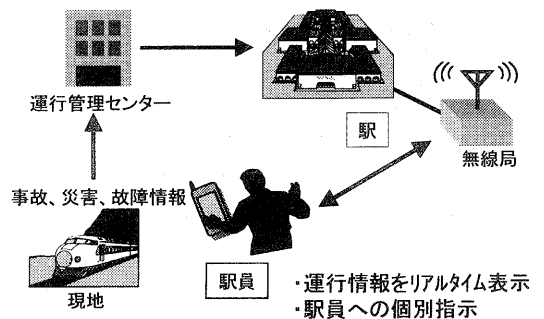 運行管理センター
駅
無線局
事故、災害、故障情報
現地
駅員
・運行情報をリアルタイム表示
・駅員への個別指示